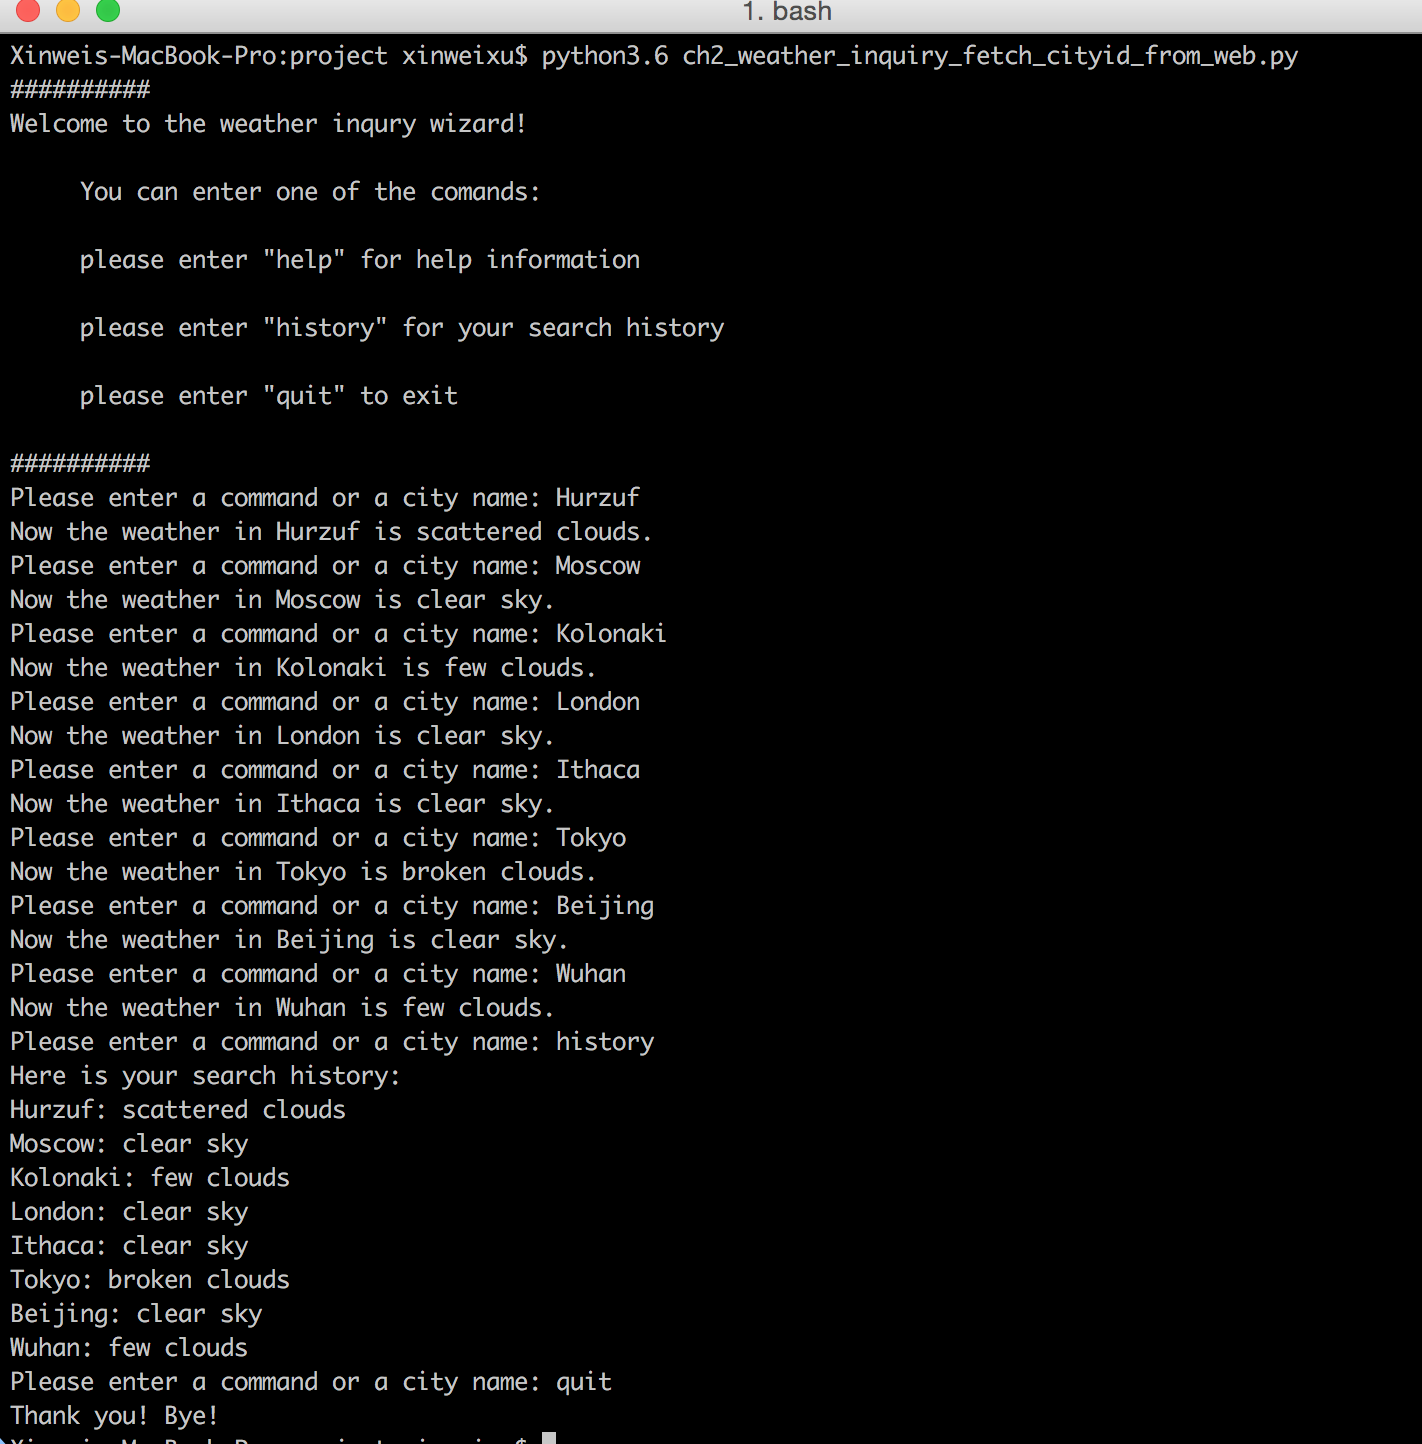 1. bash
Xinweis-MacBook-Pro:project xinweixu$ python3.6 ch2_weather_inquiry_fetch_cityid_from_web.py
##########
Welcome to the weather inqury wizard!
You can enter one of the comands:
please enter "help" for help information
please enter "history" for your search history
please enter "quit" to exit
##########
Please enter a command or a city name: Hurzuf
Now the weather in Hurzuf is scattered clouds.
Please enter a command or a city name: Moscow
Now the weather in Moscow is clear sky.
Please enter a command or a city name: Kolonaki
Now the weather in Kolonaki is few clouds.
Please enter a command or a city name: London
Now the weather in London is clear sky.
Please enter a command or a city name: Ithaca
Now the weather in Ithaca is clear sky.
Please enter a command or a city name: Tokyo
Now the weather in Tokyo is broken clouds.
Please enter a command or a city name: Beijing
Now the weather in Beijing is clear sky.
Please enter a command or a city name: Wuhan
Now the weather in Wuhan is few clouds.
Please enter a command or a city name: history
Here is your search history:
Hurzuf: scattered clouds
Moscow: clear sky
Kolonaki: few clouds
London: clear sky
Ithaca: clear sky
Tokyo: broken clouds
Beijing: clear sky
Wuhan: few clouds
Please enter a command or a city name: quit
Thank you! Bye!